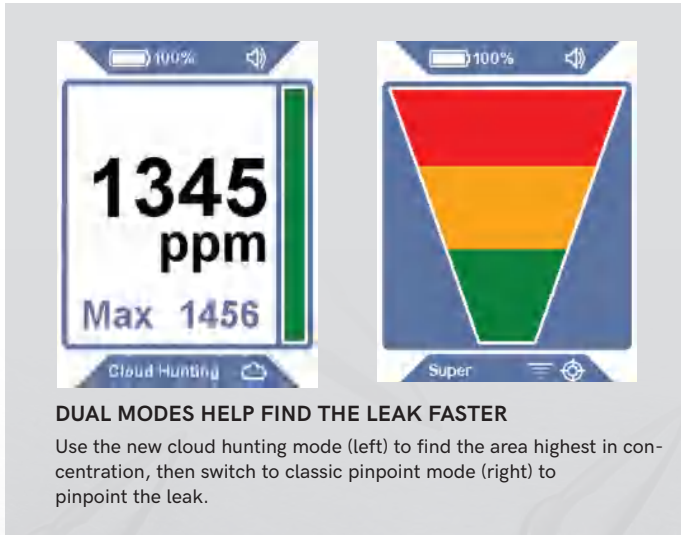 100%
1345
ppm
Max 1456
Cloud Hunting
100%
Super
DUAL MODES HELP FIND THE LEAK FASTER
Use the new cloud hunting mode (left) to find the area highest in con-
centration, then switch to classic pinpoint mode (right) to
pinpoint the leak.